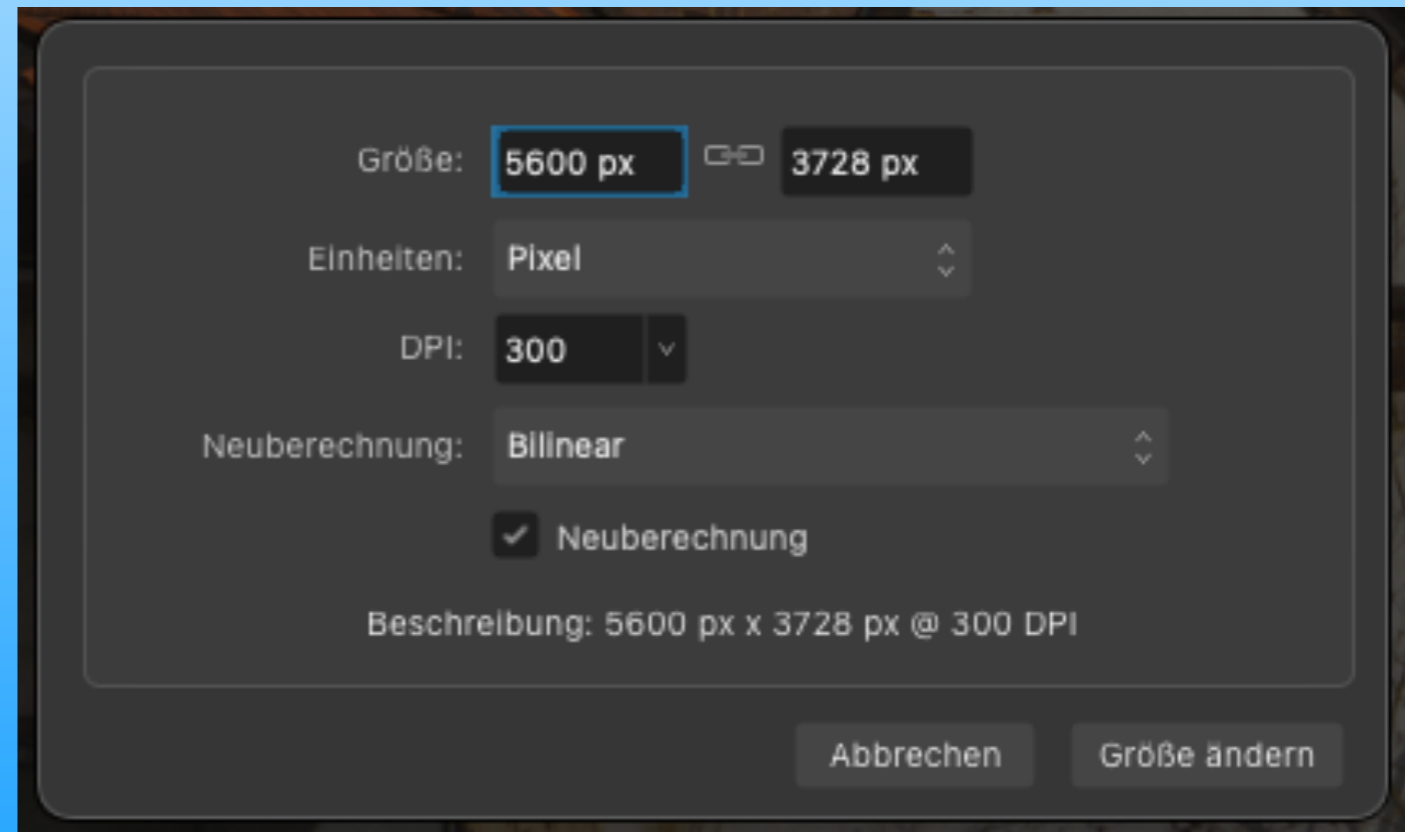 Größe: 5600 px 3728 px
Einheiten: Pixel
DPI: 300
Neuberechnung: Bilinear
Neuberechnung
Beschreibung: 5600 px x 3728 px @ 300 DPI
Abbrechen Größe ändern